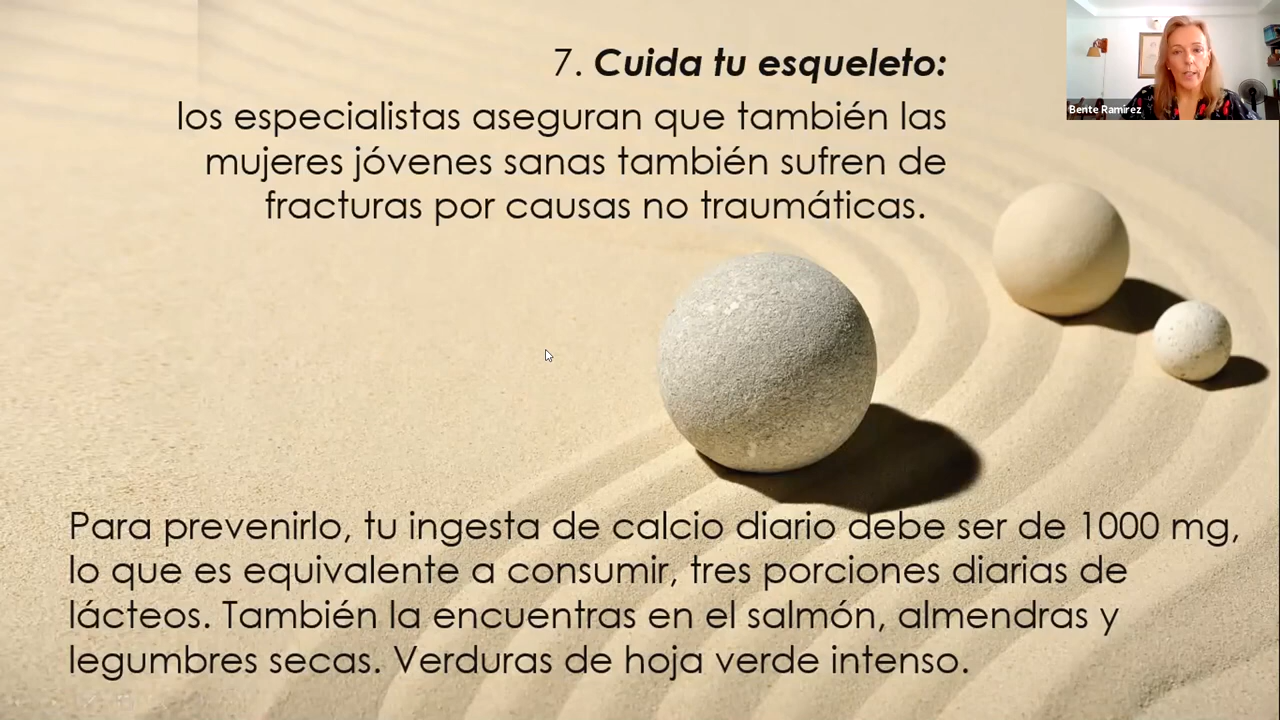 7. Cuida tu esqueleto:
los especialistas aseguran que también las
mujeres jóvenes sanas también sufren de
fracturas por causas no traumáticas.
Bente Ramírez
Para prevenirlo, tu ingesta de calcio diario debe ser de 1000 mg,
lo que es equivalente a consumir, tres porciones diarias de
lácteos. También la encuentras en el salmón, almendras y
legumbres secas. Verduras de hoja verde intenso.